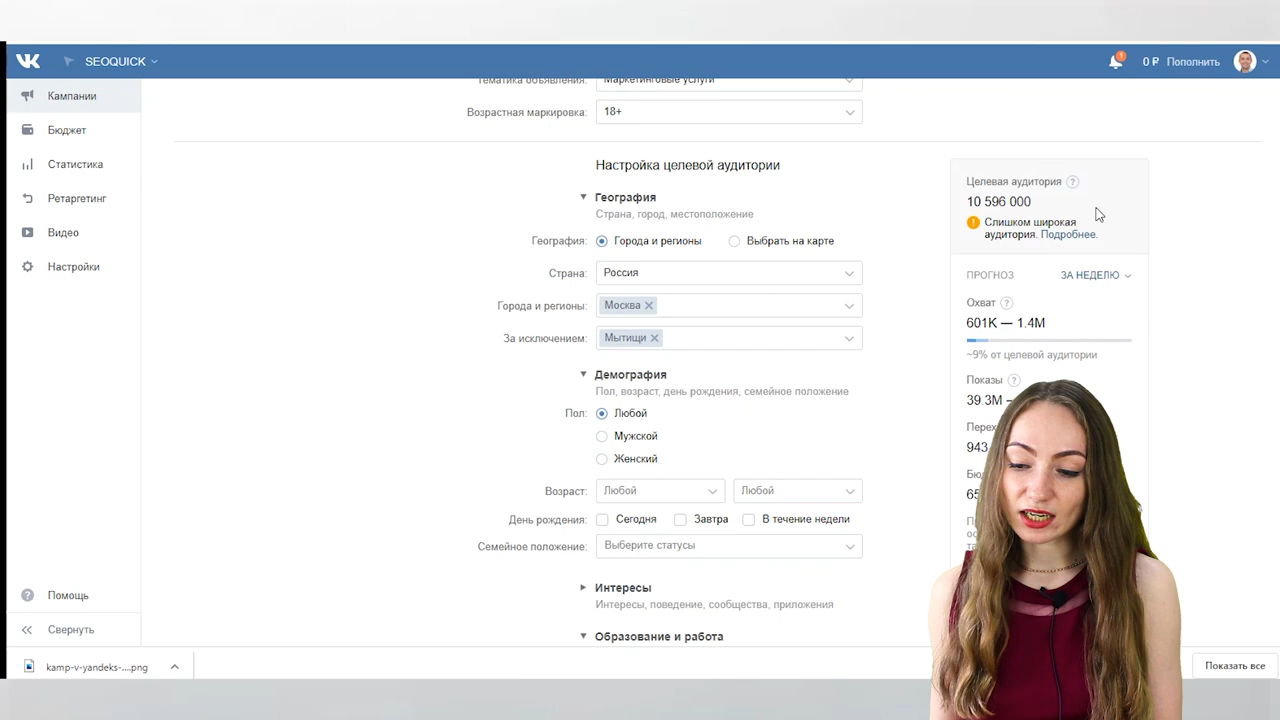 SEOQUICK
1
0 ₽ Пополнить
Кампании
Бюджет
Статистика
Ретаргетинг
Видео
Настройки
Помощь
Свернуть
Тематика объявления: Маркетинговые услуги
Возрастная маркировка: 18+
Настройка целевой аудитории
География
Страна, город, местоположение
География: Города и регионы Выбрать на карте
Страна: Россия
Города и регионы: Москва
За исключением: Мытищи
Демография
Пол, возраст, день рождения, семейное положение
Пол: Любой
Мужской
Женский
Возраст: Любой Любой
День рождения: Сегодня Завтра В течение недели
Семейное положение: Выберите статусы
Интересы
Интересы, поведение, сообщества, приложения
Образование и работа
Целевая аудитория ?
10 596 000
Слишком широкая
аудитория. Подробнее.
ПРОГНОЗ ЗА НЕДЕЛЮ
Охват ?
601K — 1.4M
~9% от целевой аудитории
Показы ?
39.3M —
943
kamp-v-yandeks-....png
Показать все